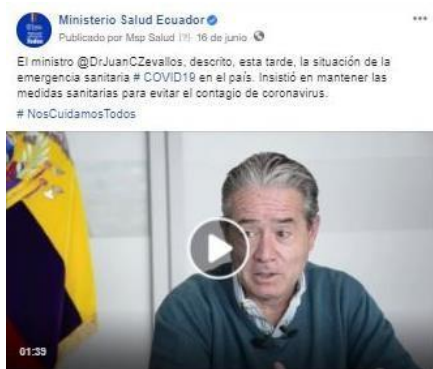 Ministerio Salud Ecuador
Publicado por Msp Salud [?] · 16 de junio ·
El ministro @DrJuanCZevallos, descrito, esta tarde, la situación de la
emergencia sanitaria # COVID19 en el país. Insistió en mantener las
medidas sanitarias para evitar el contagio de coronavirus.
# NosCuidamosTodos
01:39